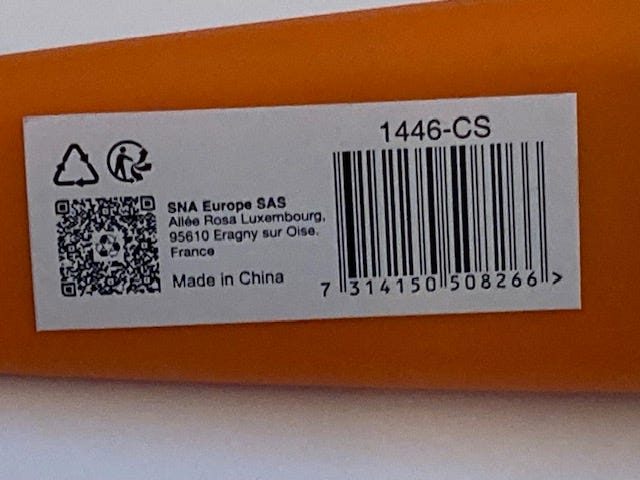 1446-CS
SNA Europe SAS
Allée Rosa Luxembourg,
95610 Eragny sur Oise.
France
Made in China
7 314150 508266 >